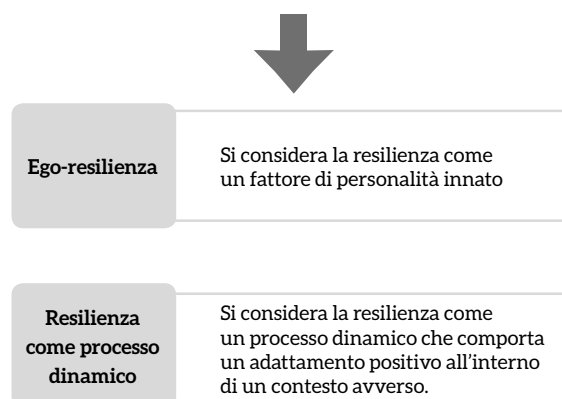 Ego-resilienza
Si considera la resilienza come
un fattore di personalità innato
Resilienza
come processo
dinamico
Si considera la resilienza come
un processo dinamico che comporta
un adattamento positivo all’interno
di un contesto avverso.